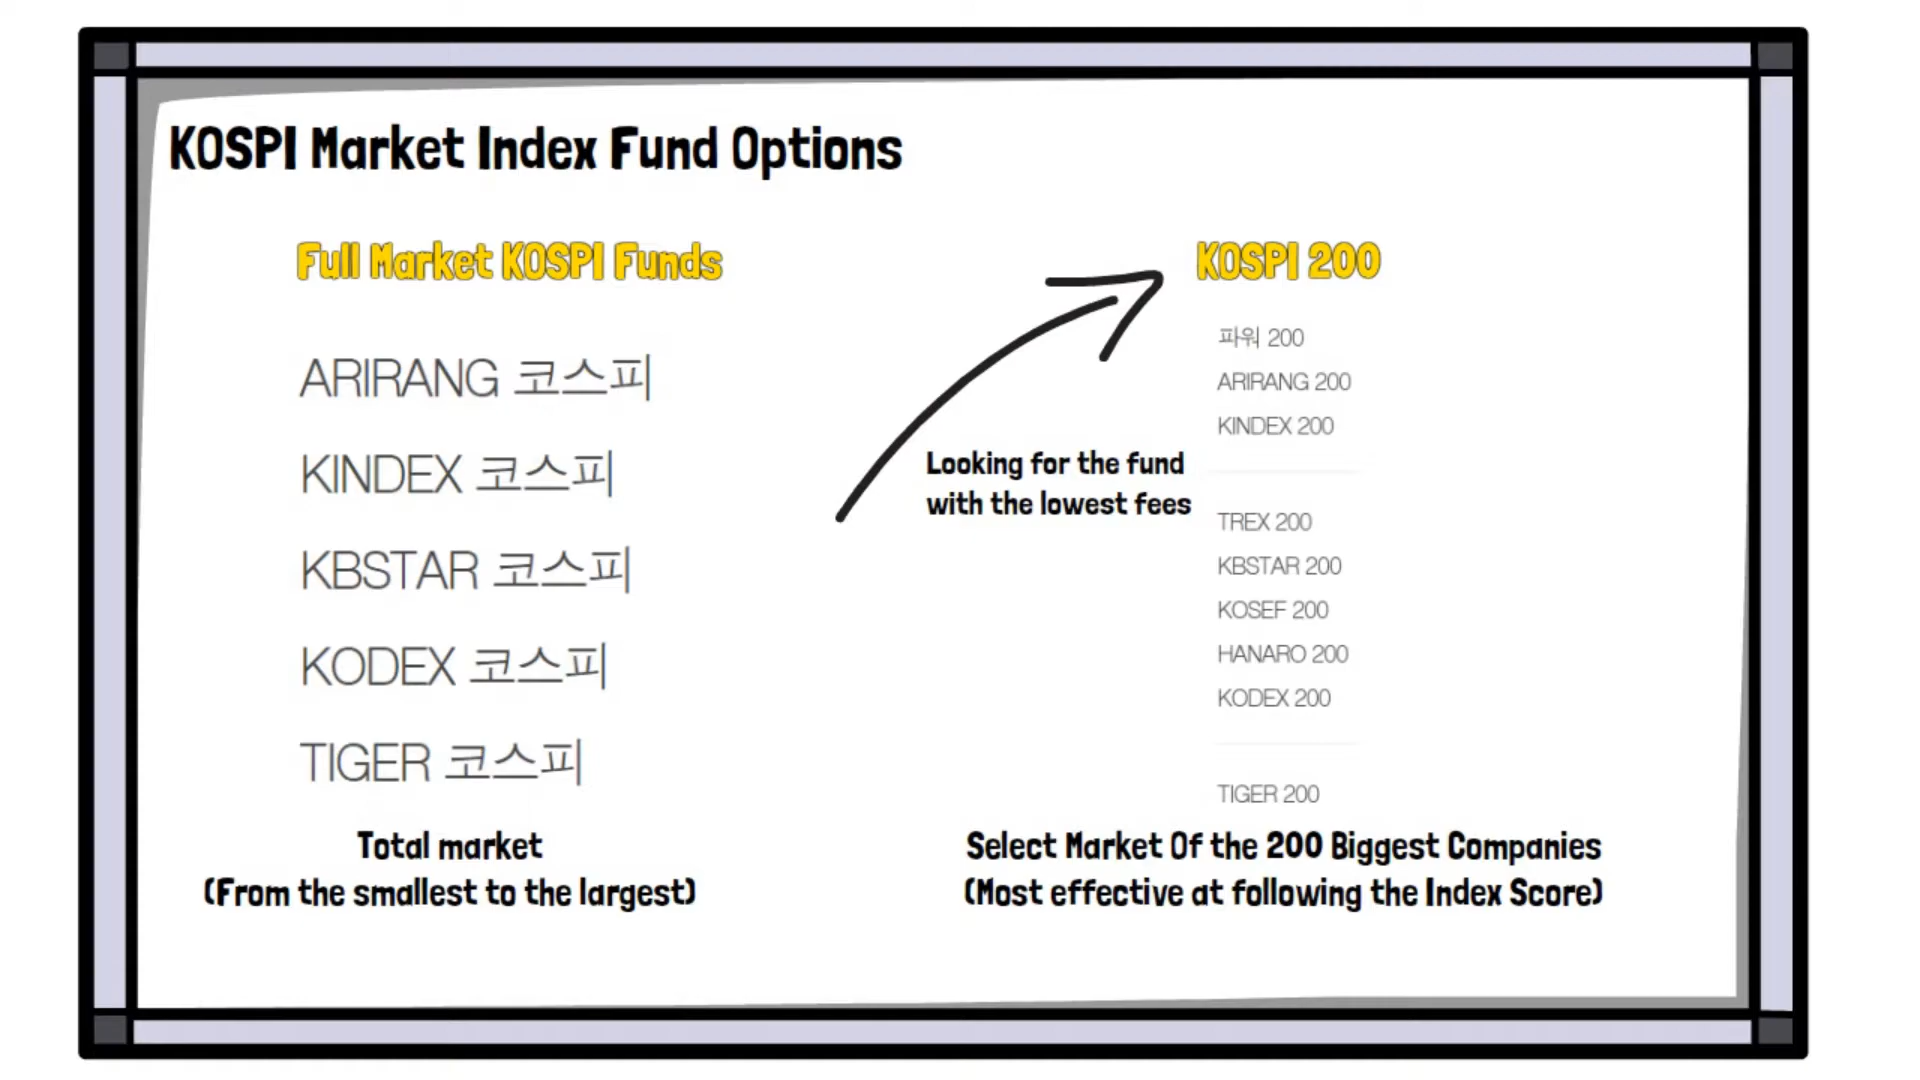 KOSPI Market Index Fund Options
Full Market KOSPI Funds
ARIRANG 코스피
KINDEX 코스피
KBSTAR 코스피
KODEX 코스피
TIGER 코스피
Total market
(From the smallest to the largest)
Looking for the fund
with the lowest fees
KOSPI 200
파워 200
ARIRANG 200
KINDEX 200
TREX 200
KBSTAR 200
KOSEF 200
HANARO 200
KODEX 200
TIGER 200
Select Market Of the 200 Biggest Companies
(Most effective at following the Index Score)